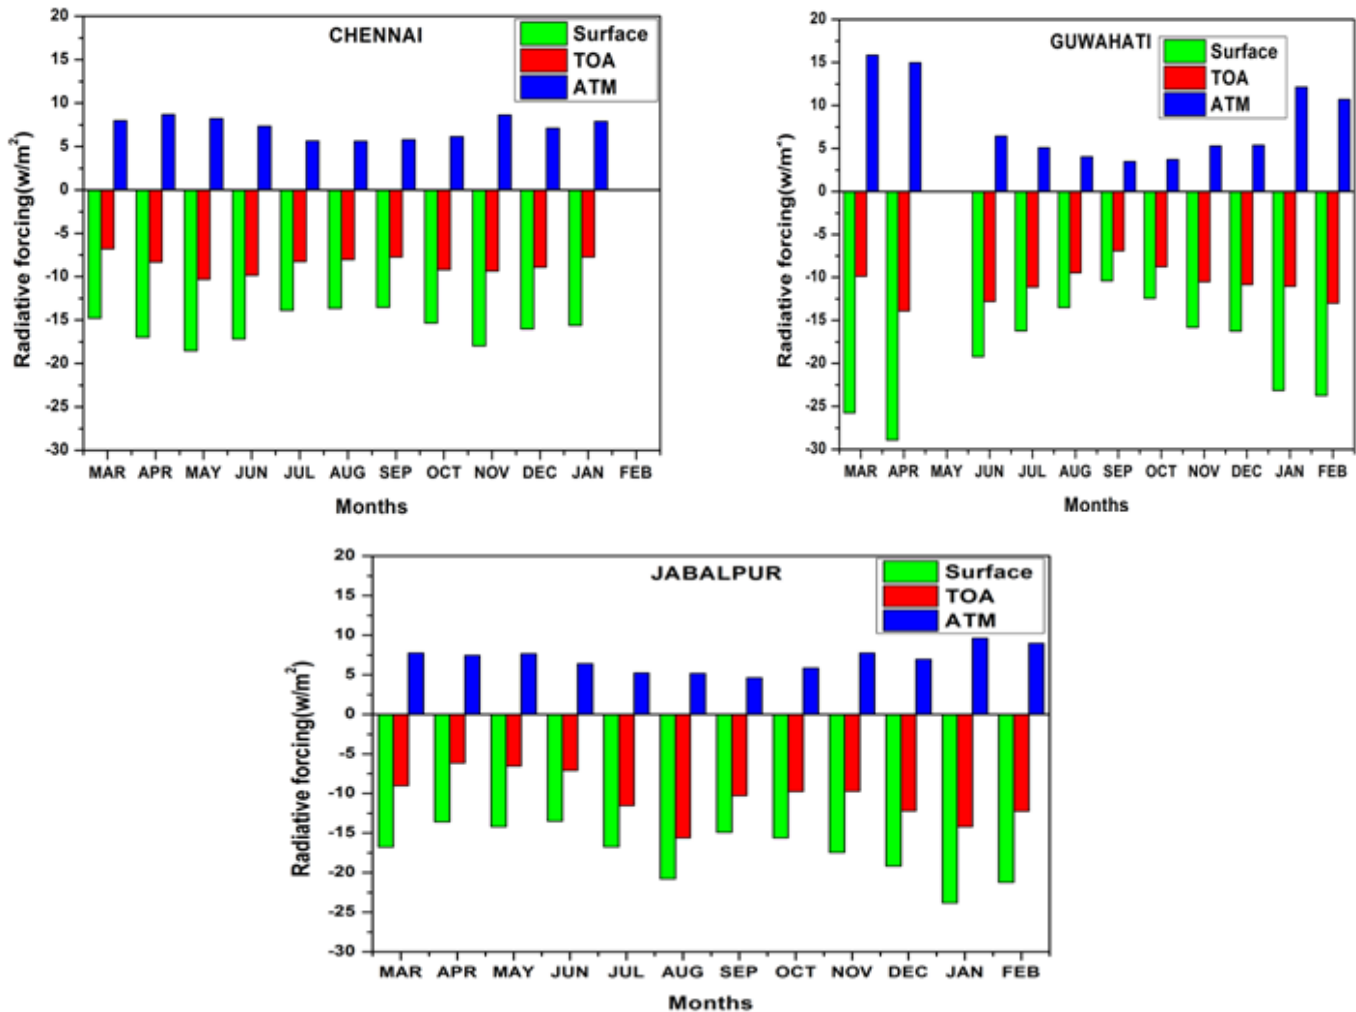 CHENNAI
Surface
TOA
ATM
Radiative forcing(w/m²)
20
15
10
5
0
-5
-10
-15
-20
-25
-30
MAR APR MAY JUN JUL AUG SEP OCT NOV DEC JAN FEB
Months
GUWAHATI
Surface
TOA
ATM
Radiative forcing(w/m²)
20
15
10
5
0
-5
-10
-15
-20
-25
-30
MAR APR MAY JUN JUL AUG SEP OCT NOV DEC JAN FEB
Months
JABALPUR
Surface
TOA
ATM
Radiative forcing(w/m²)
20
15
10
5
0
-5
-10
-15
-20
-25
-30
MAR APR MAY JUN JUL AUG SEP OCT NOV DEC JAN FEB
Months